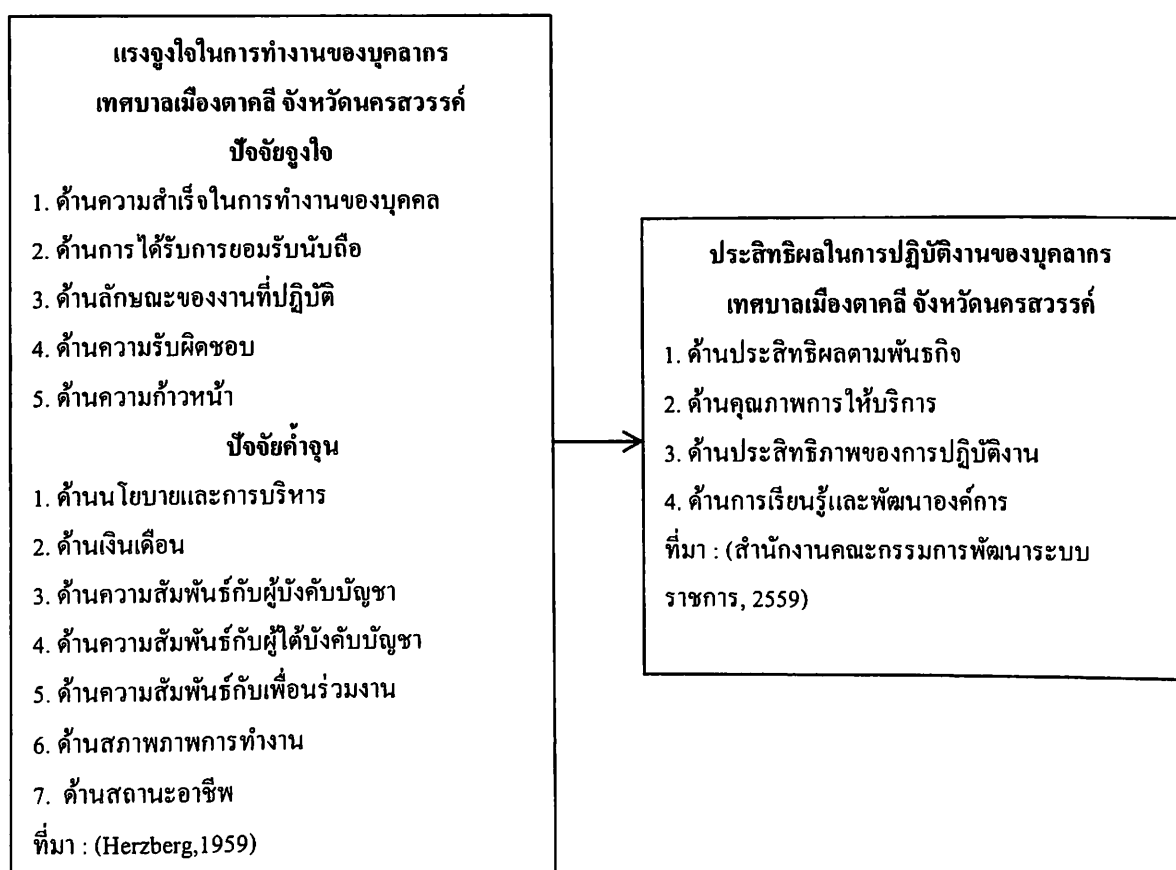 แรงจูงใจในการทำงานของบุคลากร
เทศบาลเมืองตาคลี จังหวัดนครสวรรค์
ปัจจัยจูงใจ
1. ด้านความสำเร็จในการทำงานของบุคคล
2. ด้านการได้รับการยอมรับนับถือ
3. ด้านลักษณะของงานที่ปฏิบัติ
4. ด้านความรับผิดชอบ
5. ด้านความก้าวหน้า
ปัจจัยค้ำจุน
1. ด้านนโยบายและการบริหาร
2. ด้านเงินเดือน
3. ด้านความสัมพันธ์กับผู้บังคับบัญชา
4. ด้านความสัมพันธ์กับผู้ใต้บังคับบัญชา
5. ด้านความสัมพันธ์กับเพื่อนร่วมงาน
6. ด้านสภาพภาพการทำงาน
7. ด้านสถานะอาชีพ
ที่มา : (Herzberg,1959)
ประสิทธิผลในการปฏิบัติงานของบุคลากร
เทศบาลเมืองตาคลี จังหวัดนครสวรรค์
1. ด้านประสิทธิผลตามพันธกิจ
2. ด้านคุณภาพการให้บริการ
3. ด้านประสิทธิภาพของการปฏิบัติงาน
4. ด้านการเรียนรู้และพัฒนาองค์การ
ที่มา : (สำนักงานคณะกรรมการพัฒนาระบบ
ราชการ, 2559)